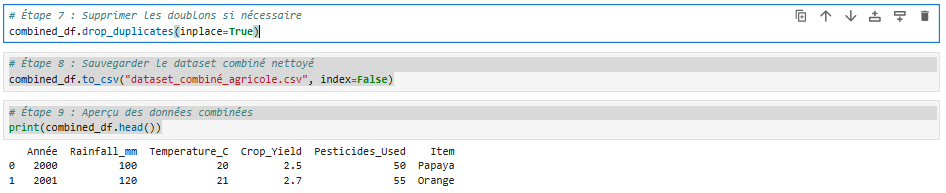 # Étape 7 : Supprimer les doublons si nécessaire
combined_df.drop_duplicates(inplace=True)
# Étape 8 : Sauvegarder le dataset combiné nettoyé
combined_df.to_csv("dataset_combiné_agricole.csv", index=False)
# Étape 9 : Aperçu des données combinées
print(combined_df.head())
Année Rainfall_mm Temperature_C Crop_Yield Pesticides_Used Item
0 2000 100 20 2.5 50 Papaya
1 2001 120 21 2.7 55 Orange